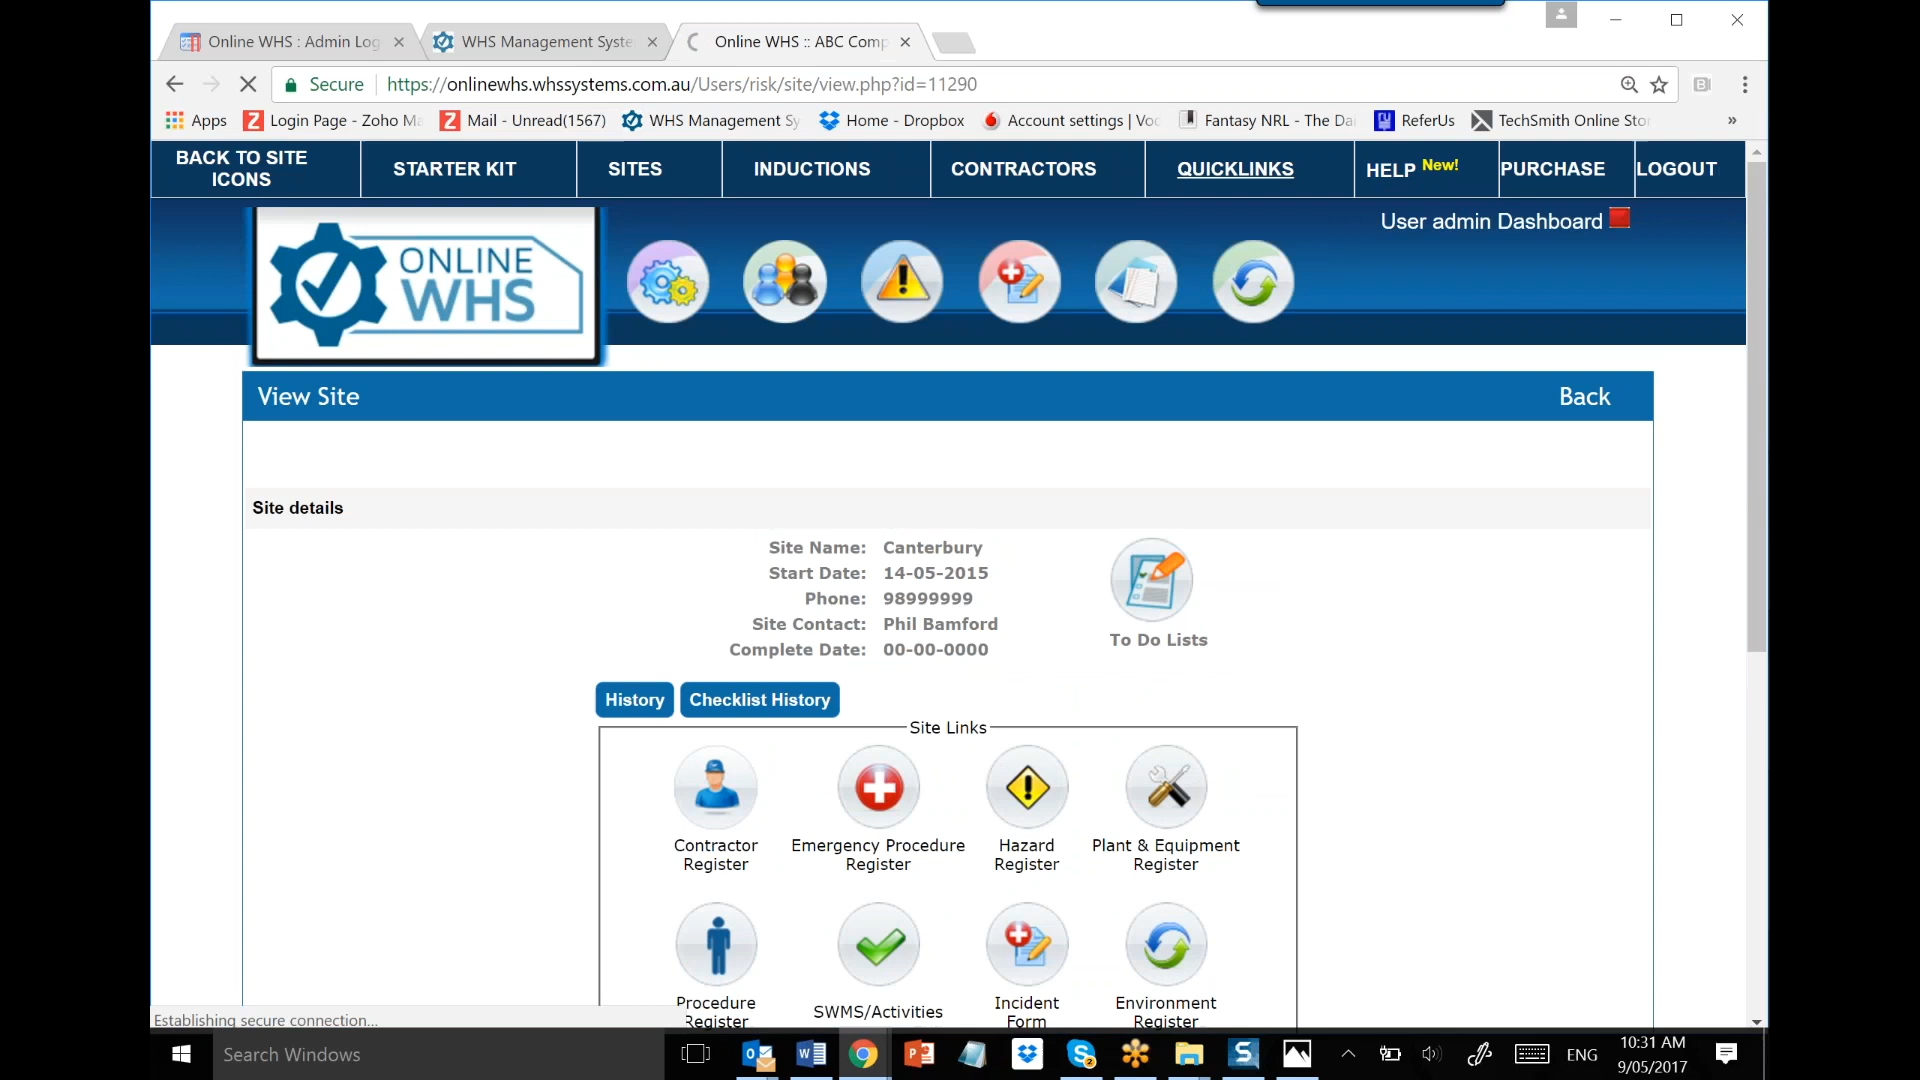 Online WHS : Admin Log
WHS Management Syste
Online WHS :: ABC Comp
Secure
https://onlinewhs.whssystems.com.au/Users/risk/site/view.php?id=11290
Apps
Login Page - Zoho Ma
Mail - Unread(1567)
WHS Management Sy
Home - Dropbox
Account settings | Voc
Fantasy NRL - The Dai
ReferUs
TechSmith Online Stor
»
BACK TO SITE
ICONS
STARTER KIT
SITES
INDUCTIONS
CONTRACTORS
QUICKLINKS
HELP New!
PURCHASE
LOGOUT
User admin Dashboard
ONLINE
WHS
View Site
Back
Site details
Site Name: Canterbury
Start Date: 14-05-2015
Phone: 98999999
Site Contact: Phil Bamford
Complete Date: 00-00-0000
To Do Lists
History
Checklist History
Site Links
Contractor
Register
Emergency Procedure
Register
Hazard
Register
Plant & Equipment
Register
Procedure
Register
SWMS/Activities
Incident
Form
Environment
Register
Establishing secure connection...
Search Windows
ENG
10:31 AM
9/05/2017